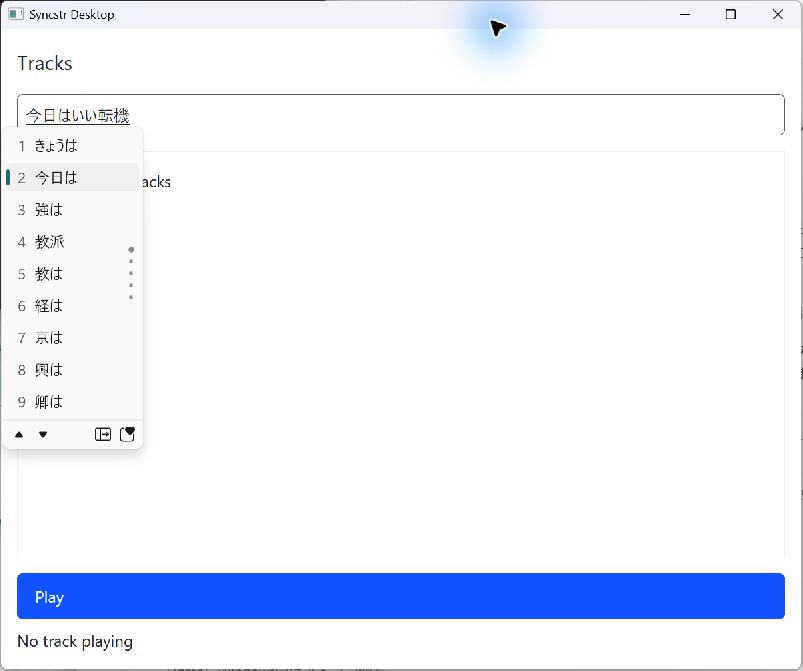 Syncstr Desktop
Tracks
今日はいい転機
1 きょうは
2 今日は
acks
3 強は
4 教派
5 教は
6 経は
7 京は
8 興は
9 卿は
Play
No track playing